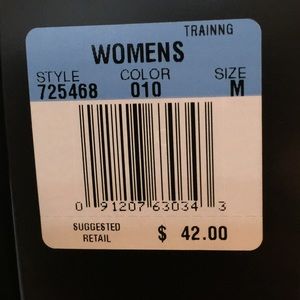 TRAINNG
WOMENS
STYLE COLOR SIZE
725468 010 M
0 91207 63034 3
SUGGESTED
RETAIL $ 42.00